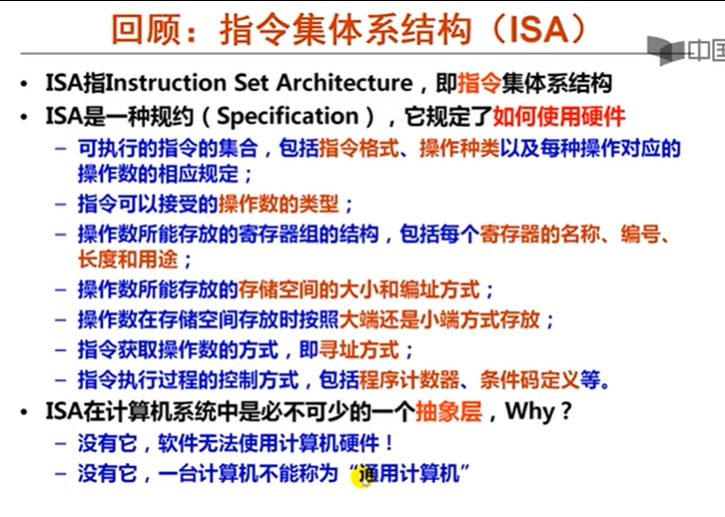 回顾：指令集体系结构（ISA）
中国
• ISA指Instruction Set Architecture，即指令集体系结构
• ISA是一种规约（Specification），它规定了如何使用硬件
– 可执行的指令的集合，包括指令格式、操作种类以及每种操作对应的
操作数的相应规定；
– 指令可以接受的操作数的类型；
– 操作数所能存放的寄存器组的结构，包括每个寄存器的名称、编号、
长度和用途；
– 操作数所能存放的存储空间的大小和编址方式；
– 操作数在存储空间存放时按照大端还是小端方式存放；
– 指令获取操作数的方式，即寻址方式；
– 指令执行过程的控制方式，包括程序计数器、条件码定义等。
• ISA在计算机系统中是必不可少的一个抽象层，Why？
– 没有它，软件无法使用计算机硬件！
– 没有它，一台计算机不能称为“通用计算机”